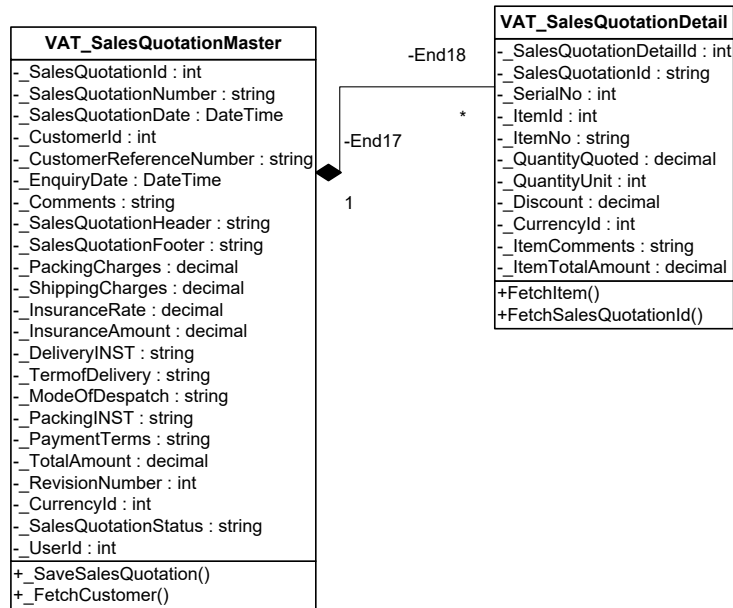 VAT_SalesQuotationMaster
-_SalesQuotationId : int
-_SalesQuotationNumber : string
-_SalesQuotationDate : DateTime
-_CustomerId : int
-_CustomerReferenceNumber : string
-_EnquiryDate : DateTime
-_Comments : string
-_SalesQuotationHeader : string
-_SalesQuotationFooter : string
-_PackingCharges : decimal
-_ShippingCharges : decimal
-_InsuranceRate : decimal
-_InsuranceAmount : decimal
-_DeliveryINST : string
-_TermofDelivery : string
-_ModeOfDespatch : string
-_PackingINST : string
-_PaymentTerms : string
-_TotalAmount : decimal
-_RevisionNumber : int
-_CurrencyId : int
-_SalesQuotationStatus : string
-_UserId : int
+_SaveSalesQuotation()
+_FetchCustomer()
-End17
1
-End18
*
VAT_SalesQuotationDetail
-_SalesQuotationDetailId : int
-_SalesQuotationId : string
-_SerialNo : int
-_ItemId : int
-_ItemNo : string
-_QuantityQuoted : decimal
-_QuantityUnit : int
-_Discount : decimal
-_CurrencyId : int
-_ItemComments : string
-_ItemTotalAmount : decimal
+FetchItem()
+FetchSalesQuotationId()